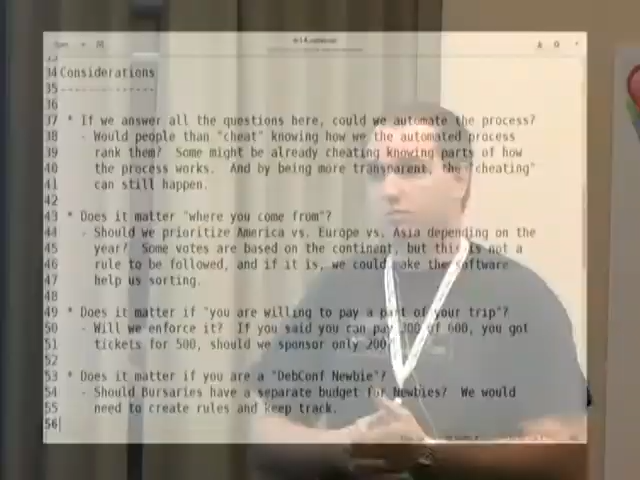 34 Considerations
35 --------------
36
37 * If we answer all the questions here, could we automate the process?
38 - Would people than "cheat" knowing how we the automated process
39 rank them? Some might be already cheating knowing parts of how
40 the process works. And by being more transparent, the "cheating"
41 can still happen.
42
43 * Does it matter "where you come from"?
44 - Should we prioritize America vs. Europe vs. Asia depending on the
45 year? Some votes are based on the continent, but this is not a
46 rule to be followed, and if it is, we could make the software
47 help us sorting.
48
49 * Does it matter if "you are willing to pay a part of your trip"?
50 - Will we enforce it? If you said you can pay 300 of 600, you got
51 tickets for 500, should we sponsor only 200?
52
53 * Does it matter if you are a "DebConf Newbie"?
54 - Should Bursaries have a separate budget for Newbies? We would
55 need to create rules and keep track.
56